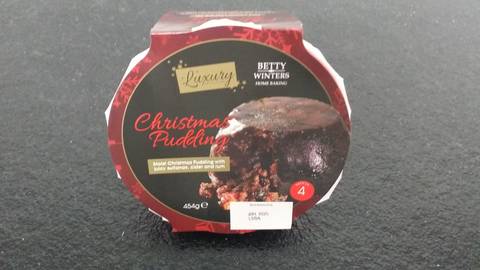 Luxury
BETTY
WINTERS
HOME BAKING
Christmas
Pudding
Moist Christmas Pudding with
juicy sultanas, cider and rum
4
454g e